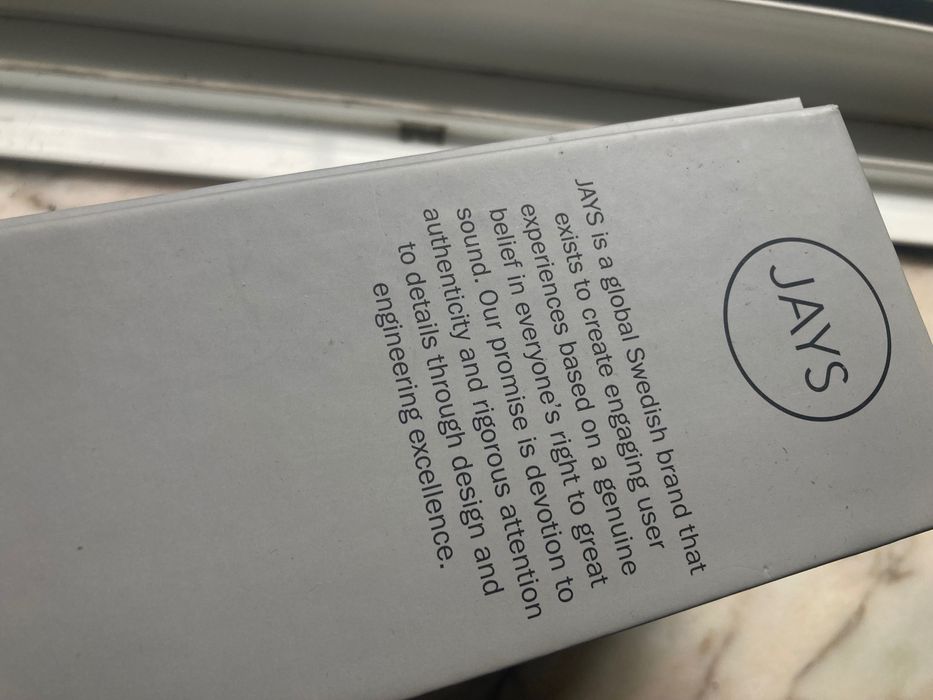 JAYS
JAYS is a global Swedish brand that
exists to create engaging user
experiences based on a genuine
belief in everyone's right to great
sound. Our promise is devotion to
authenticity and rigorous attention
to details through design and
engineering excellence.